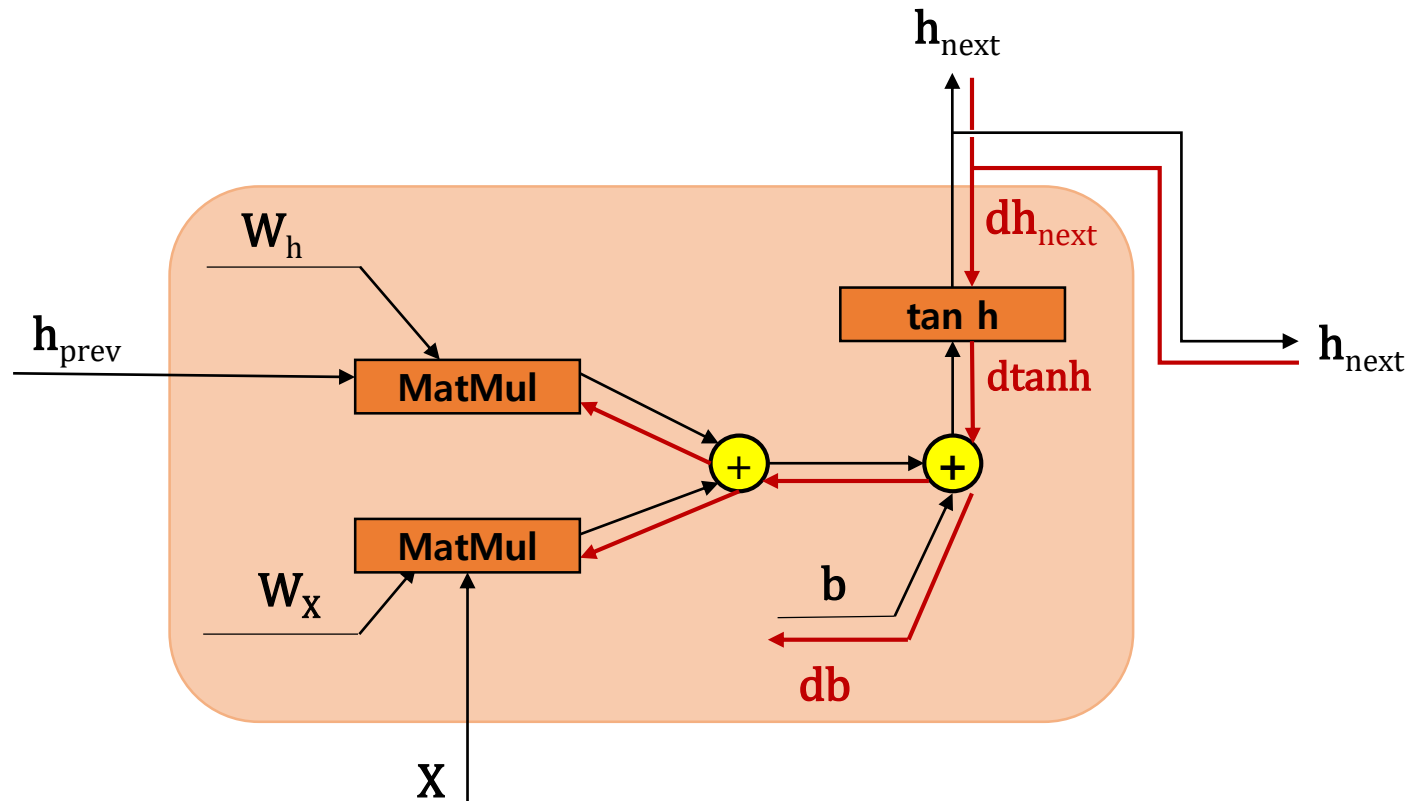 h_next
W_h
dh_next
tan h
h_prev
h_next
MatMul
dtanh
+
+
MatMul
W_X
b
db
X